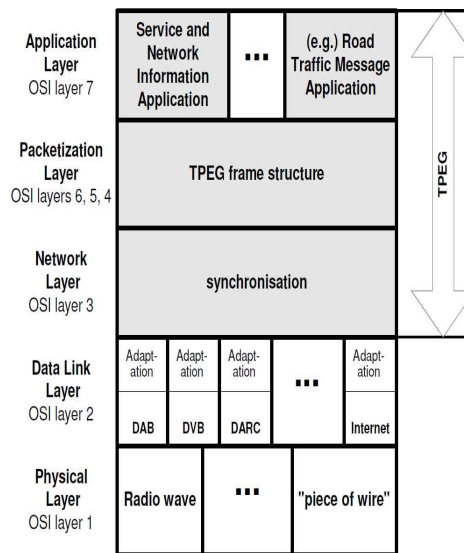 Application
Layer
OSI layer 7
Service and
Network
Information
Application
...
(e.g.) Road
Traffic Message
Application
Packetization
Layer
OSI layers 6, 5, 4
TPEG frame structure
Network
Layer
OSI layer 3
synchronisation
TPEG
Data Link
Layer
OSI layer 2
Adapt-
ation
DAB
Adapt-
ation
DVB
Adapt-
ation
DARC
...
Adapt-
ation
Internet
Physical
Layer
OSI layer 1
Radio wave
...
"piece of wire"